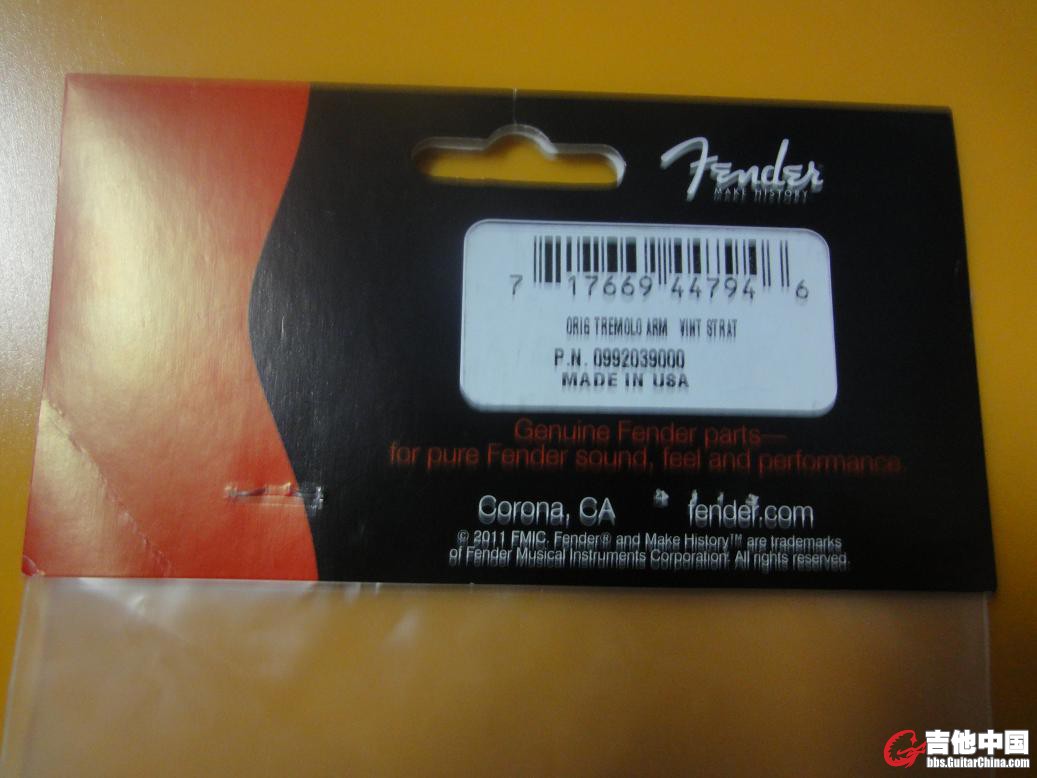 Fender
MAKE HISTORY
7 17669 44794 6
ORIG TREMOLO ARM VINT STRAT
P.N. 0992039000
MADE IN USA
Genuine Fender parts—
for pure Fender sound, feel and performance.
Corona, CA fender.com
© 2011 FMIC. Fender® and Make History™ are trademarks
of Fender Musical Instruments Corporation. All rights reserved.
吉他中国
bbs.GuitarChina.com